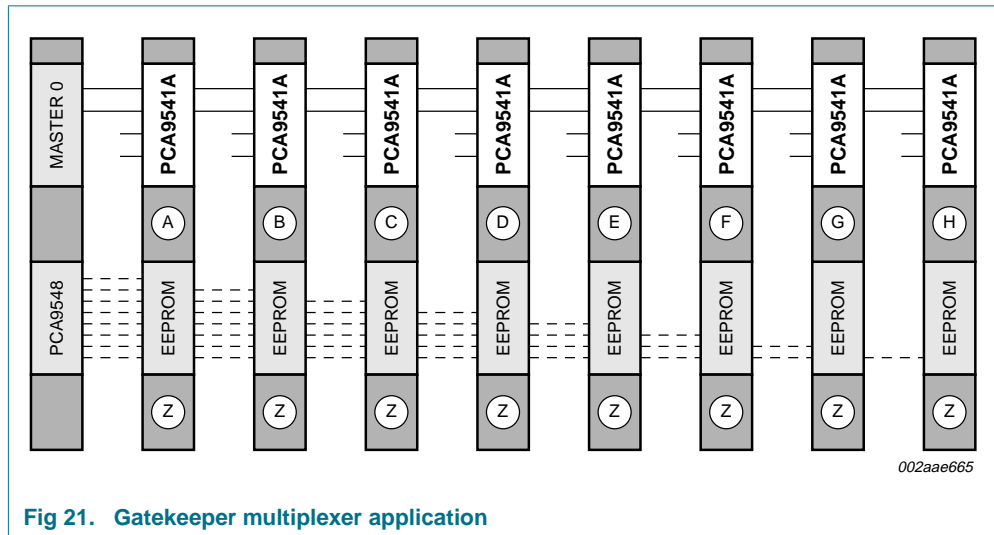 MASTER 0
PCA9541A
PCA9541A
PCA9541A
PCA9541A
PCA9541A
PCA9541A
PCA9541A
PCA9541A
A
B
C
D
E
F
G
H
PCA9548
EEPROM
EEPROM
EEPROM
EEPROM
EEPROM
EEPROM
EEPROM
EEPROM
Z
Z
Z
Z
Z
Z
Z
Z
002aae665
Fig 21. Gatekeeper multiplexer application